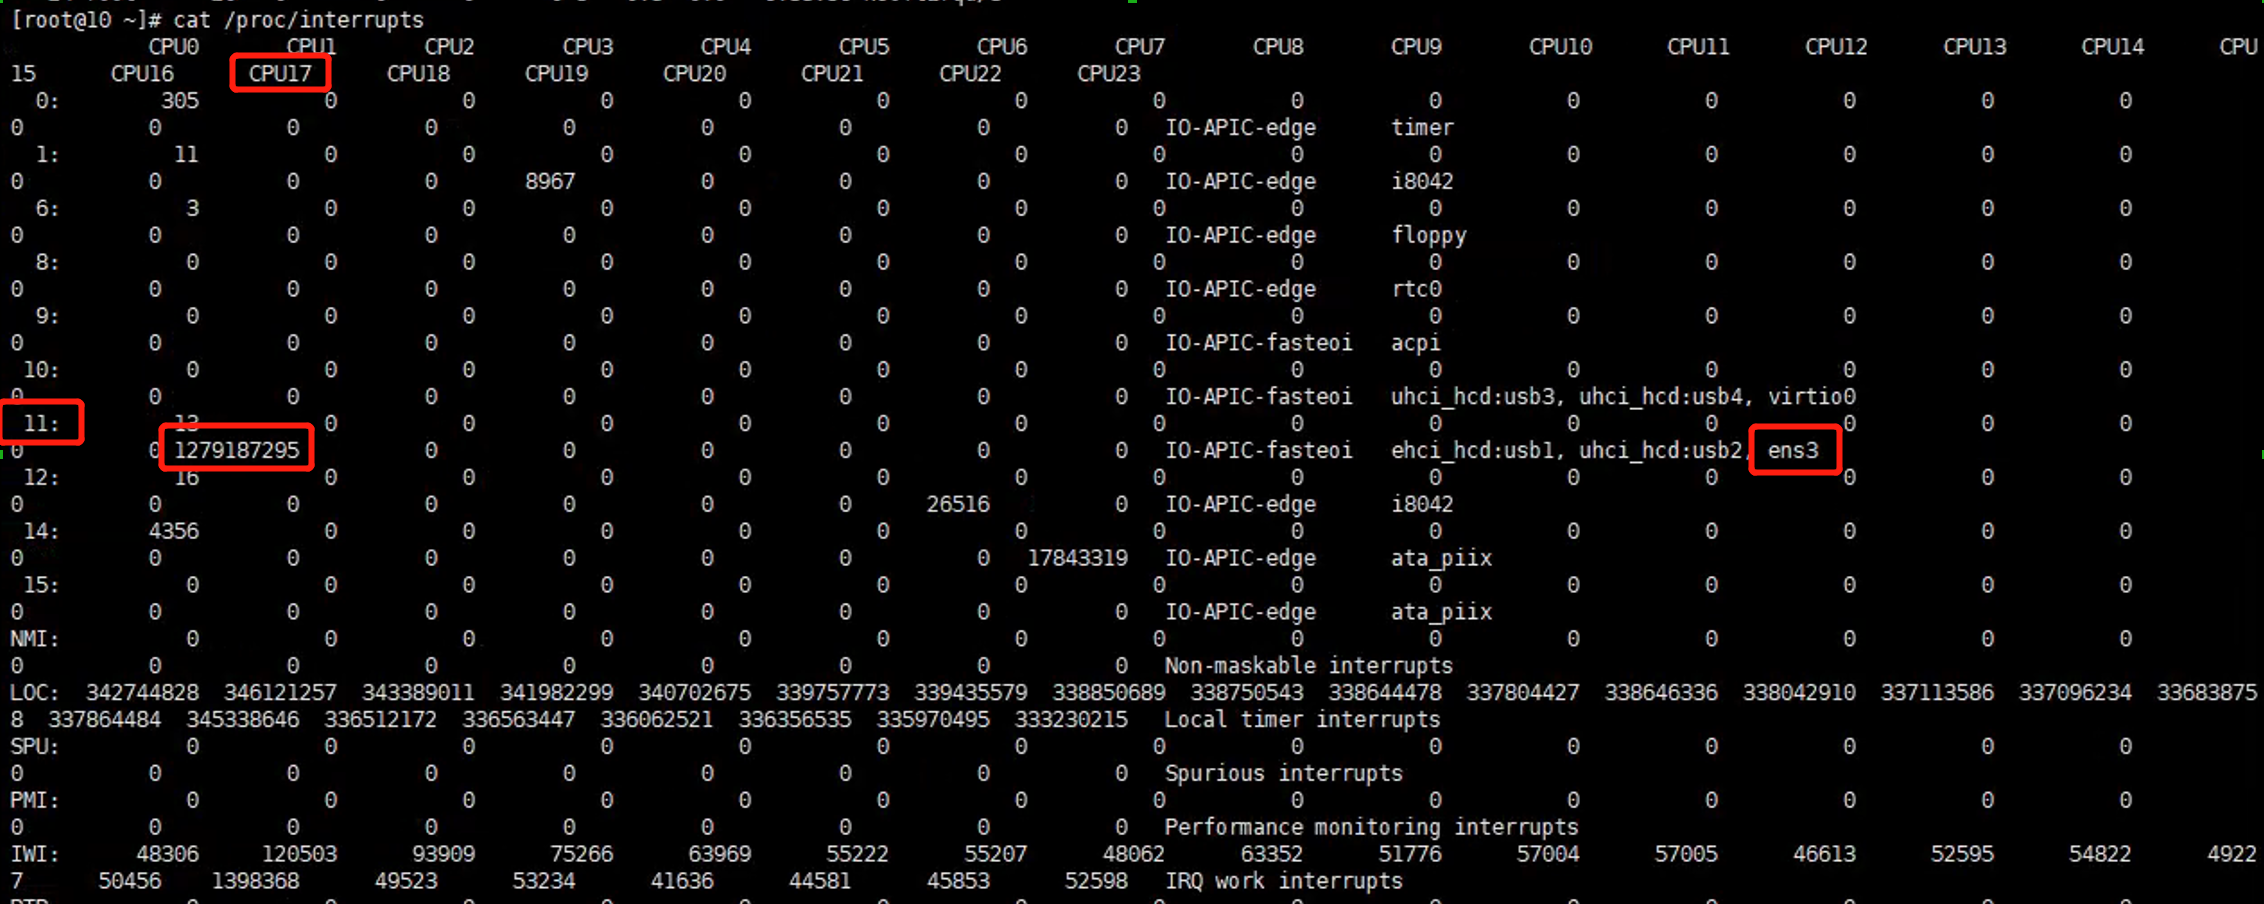 [root@10 ~]# cat /proc/interrupts
CPU0 CPU1 CPU2 CPU3 CPU4 CPU5 CPU6 CPU7 CPU8 CPU9 CPU10 CPU11 CPU12 CPU13 CPU14 CPU
15 CPU16 CPU17 CPU18 CPU19 CPU20 CPU21 CPU22 CPU23
0: 305 0 0 0 0 0 0 0 0 0 0 0 0 0 0
0 0 0 0 0 0 0 0 0 IO-APIC-edge timer
1: 11 0 0 0 0 0 0 0 0 0 0 0 0 0 0
0 0 0 0 8967 0 0 0 0 IO-APIC-edge i8042
6: 3 0 0 0 0 0 0 0 0 0 0 0 0 0 0
0 0 0 0 0 0 0 0 0 IO-APIC-edge floppy
8: 0 0 0 0 0 0 0 0 0 0 0 0 0 0 0
0 0 0 0 0 0 0 0 0 IO-APIC-edge rtc0
9: 0 0 0 0 0 0 0 0 0 0 0 0 0 0 0
0 0 0 0 0 0 0 0 0 IO-APIC-fasteoi acpi
10: 0 0 0 0 0 0 0 0 0 0 0 0 0 0 0
0 0 0 0 0 0 0 0 0 IO-APIC-fasteoi uhci_hcd:usb3, uhci_hcd:usb4, virtio0
11: 13 0 0 0 0 0 0 0 0 0 0 0 0 0 0
0 0 1279187295 0 0 0 0 0 0 IO-APIC-fasteoi ehci_hcd:usb1, uhci_hcd:usb2, ens3
12: 16 0 0 0 0 0 0 0 0 0 0 0 0 0 0
0 0 0 0 0 0 0 26516 0 IO-APIC-edge i8042
14: 4356 0 0 0 0 0 0 0 0 0 0 0 0 0 0
0 0 0 0 0 0 0 0 17843319 IO-APIC-edge ata_piix
15: 0 0 0 0 0 0 0 0 0 0 0 0 0 0 0
0 0 0 0 0 0 0 0 0 IO-APIC-edge ata_piix
NMI: 0 0 0 0 0 0 0 0 0 0 0 0 0 0 0
0 0 0 0 0 0 0 0 0 Non-maskable interrupts
LOC: 342744828 346121257 343389011 341982299 340702675 339757773 339435579 338850689 338750543 338644478 337804427 338646336 338042910 337113586 337096234 33683875
8 337864484 345338646 336512172 336563447 336062521 336356535 335970495 333230215 Local timer interrupts
SPU: 0 0 0 0 0 0 0 0 0 0 0 0 0 0 0
0 0 0 0 0 0 0 0 0 Spurious interrupts
PMI: 0 0 0 0 0 0 0 0 0 0 0 0 0 0 0
0 0 0 0 0 0 0 0 0 Performance monitoring interrupts
IWI: 48306 120503 93909 75266 63969 55222 55207 48062 63352 51776 57004 57005 46613 52595 54822 4922
7 50456 1398368 49523 53234 41636 44581 45853 52598 IRQ work interrupts